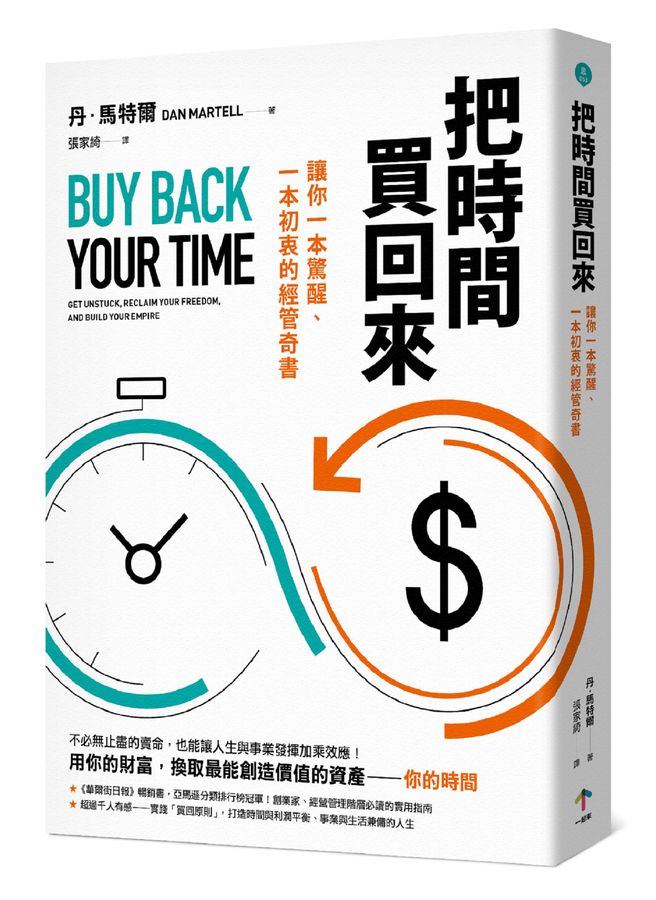 丹・馬特爾 DAN MARTELL——著
張家綺——譯
BUY BACK
YOUR TIME
GET UNSTUCK, RECLAIM YOUR FREEDOM,
AND BUILD YOUR EMPIRE
把時間
買回來
讓你一本驚醒、
一本初衷的經管奇書
$
不必無止盡的賣命，也能讓人生與事業發揮加乘效應！
用你的財富，換取最能創造價值的資產——你的時間
★《華爾街日報》暢銷書，亞馬遜分類排行榜冠軍！創業家、經營管理階層必讀的實用指南
★ 超過千人有感——實踐「買回原則」，打造時間與利潤平衡、事業與生活兼備的人生
把時間買回來
讓你一本驚醒、
一本初衷的經管奇書
丹・馬特爾 著
張家綺 譯
一起來